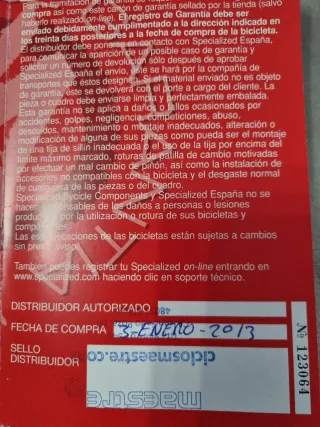 Para la tramitación de
compra así como este cartón de garantía sellado por la tienda (salvo
haberlo realizado on-line). El registro de Garantía debe ser
enviado debidamente cumplimentado a la dirección indicada en
los treinta días posteriores a la fecha de compra de la bicicleta.
El distribuidor debe ponerse en contacto con Specialized España,
para comunicar la aparición de posible caso de garantía y
solicitar un número de devolución, sólo después de aprobar
Specialized España el envío, éste se hará por la compañía de
transportes que éstos designen. El material enviado no es objeto
de garantía, éste se devolverá con porte a cargo del cliente. La
pieza o cuadro debe enviarse limpia y perfectamente embalada.
Esta garantía no se aplica a daños o fallos ocasionados por
accidentes, golpes, negligencia, corrupciones, abuso,
descuidos, mantenimiento o montaje inadecuados, alteración o
modificación de alguna de sus piezas como pueda ser el montaje
de una tija de sillín inadecuada de la tija por encima del
límite máximo marcado, roturas de patilla de cambio motivadas
por efectuar un mal cambio de piñón, así como la instalación de
accesorios no compatibles con la bicicleta y el desgaste normal
de cualquiera de las piezas o del cuadro.
Specialized Bicycle Components y Specialized España no se
hacen responsables de los daños a personas o lesiones
producidas por la utilización o rotura de sus bicicletas y
componentes.
Las especificaciones de las bicicletas están sujetas a cambios
sin previo aviso.
También puedes registrar tu Specialized on-line entrando en
www.specialized.com haciendo clic en soporte técnico.
GARANTÍA
DISTRIBUIDOR AUTORIZADO 48
FECHA DE COMPRA 5-ENERO-2013
SELLO
DISTRIBUIDOR
ciclosmaestre.co
maestre
Nº 123064